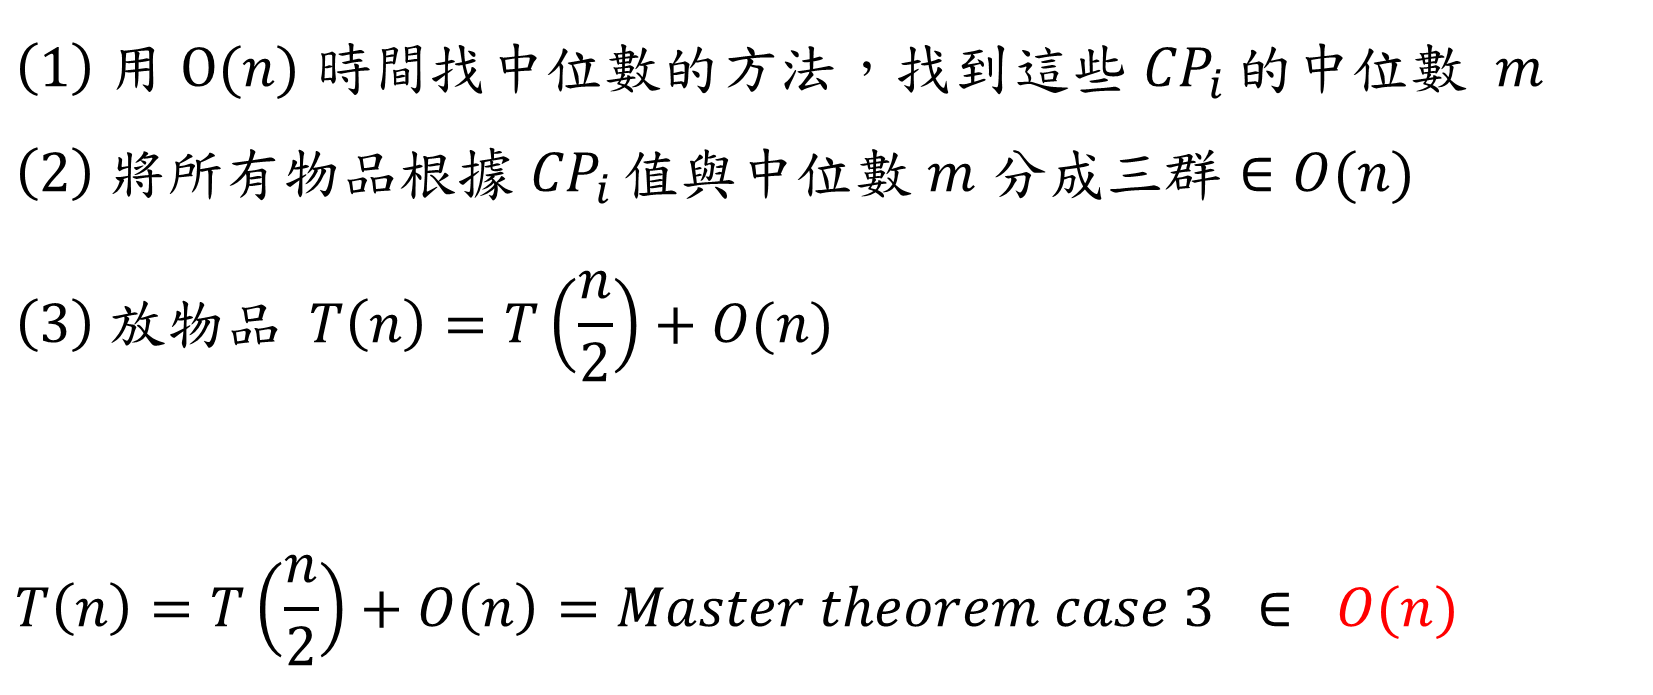 (1) 用 O(n) 時間找中位數的方法，找到這些 CPᵢ 的中位數 m
(2) 將所有物品根據 CPᵢ 值與中位數 m 分成三群 ∈ O(n)
(3) 放物品 T(n) = T(n/2) + O(n)
T(n) = T(n/2) + O(n) = Master theorem case 3 ∈ O(n)